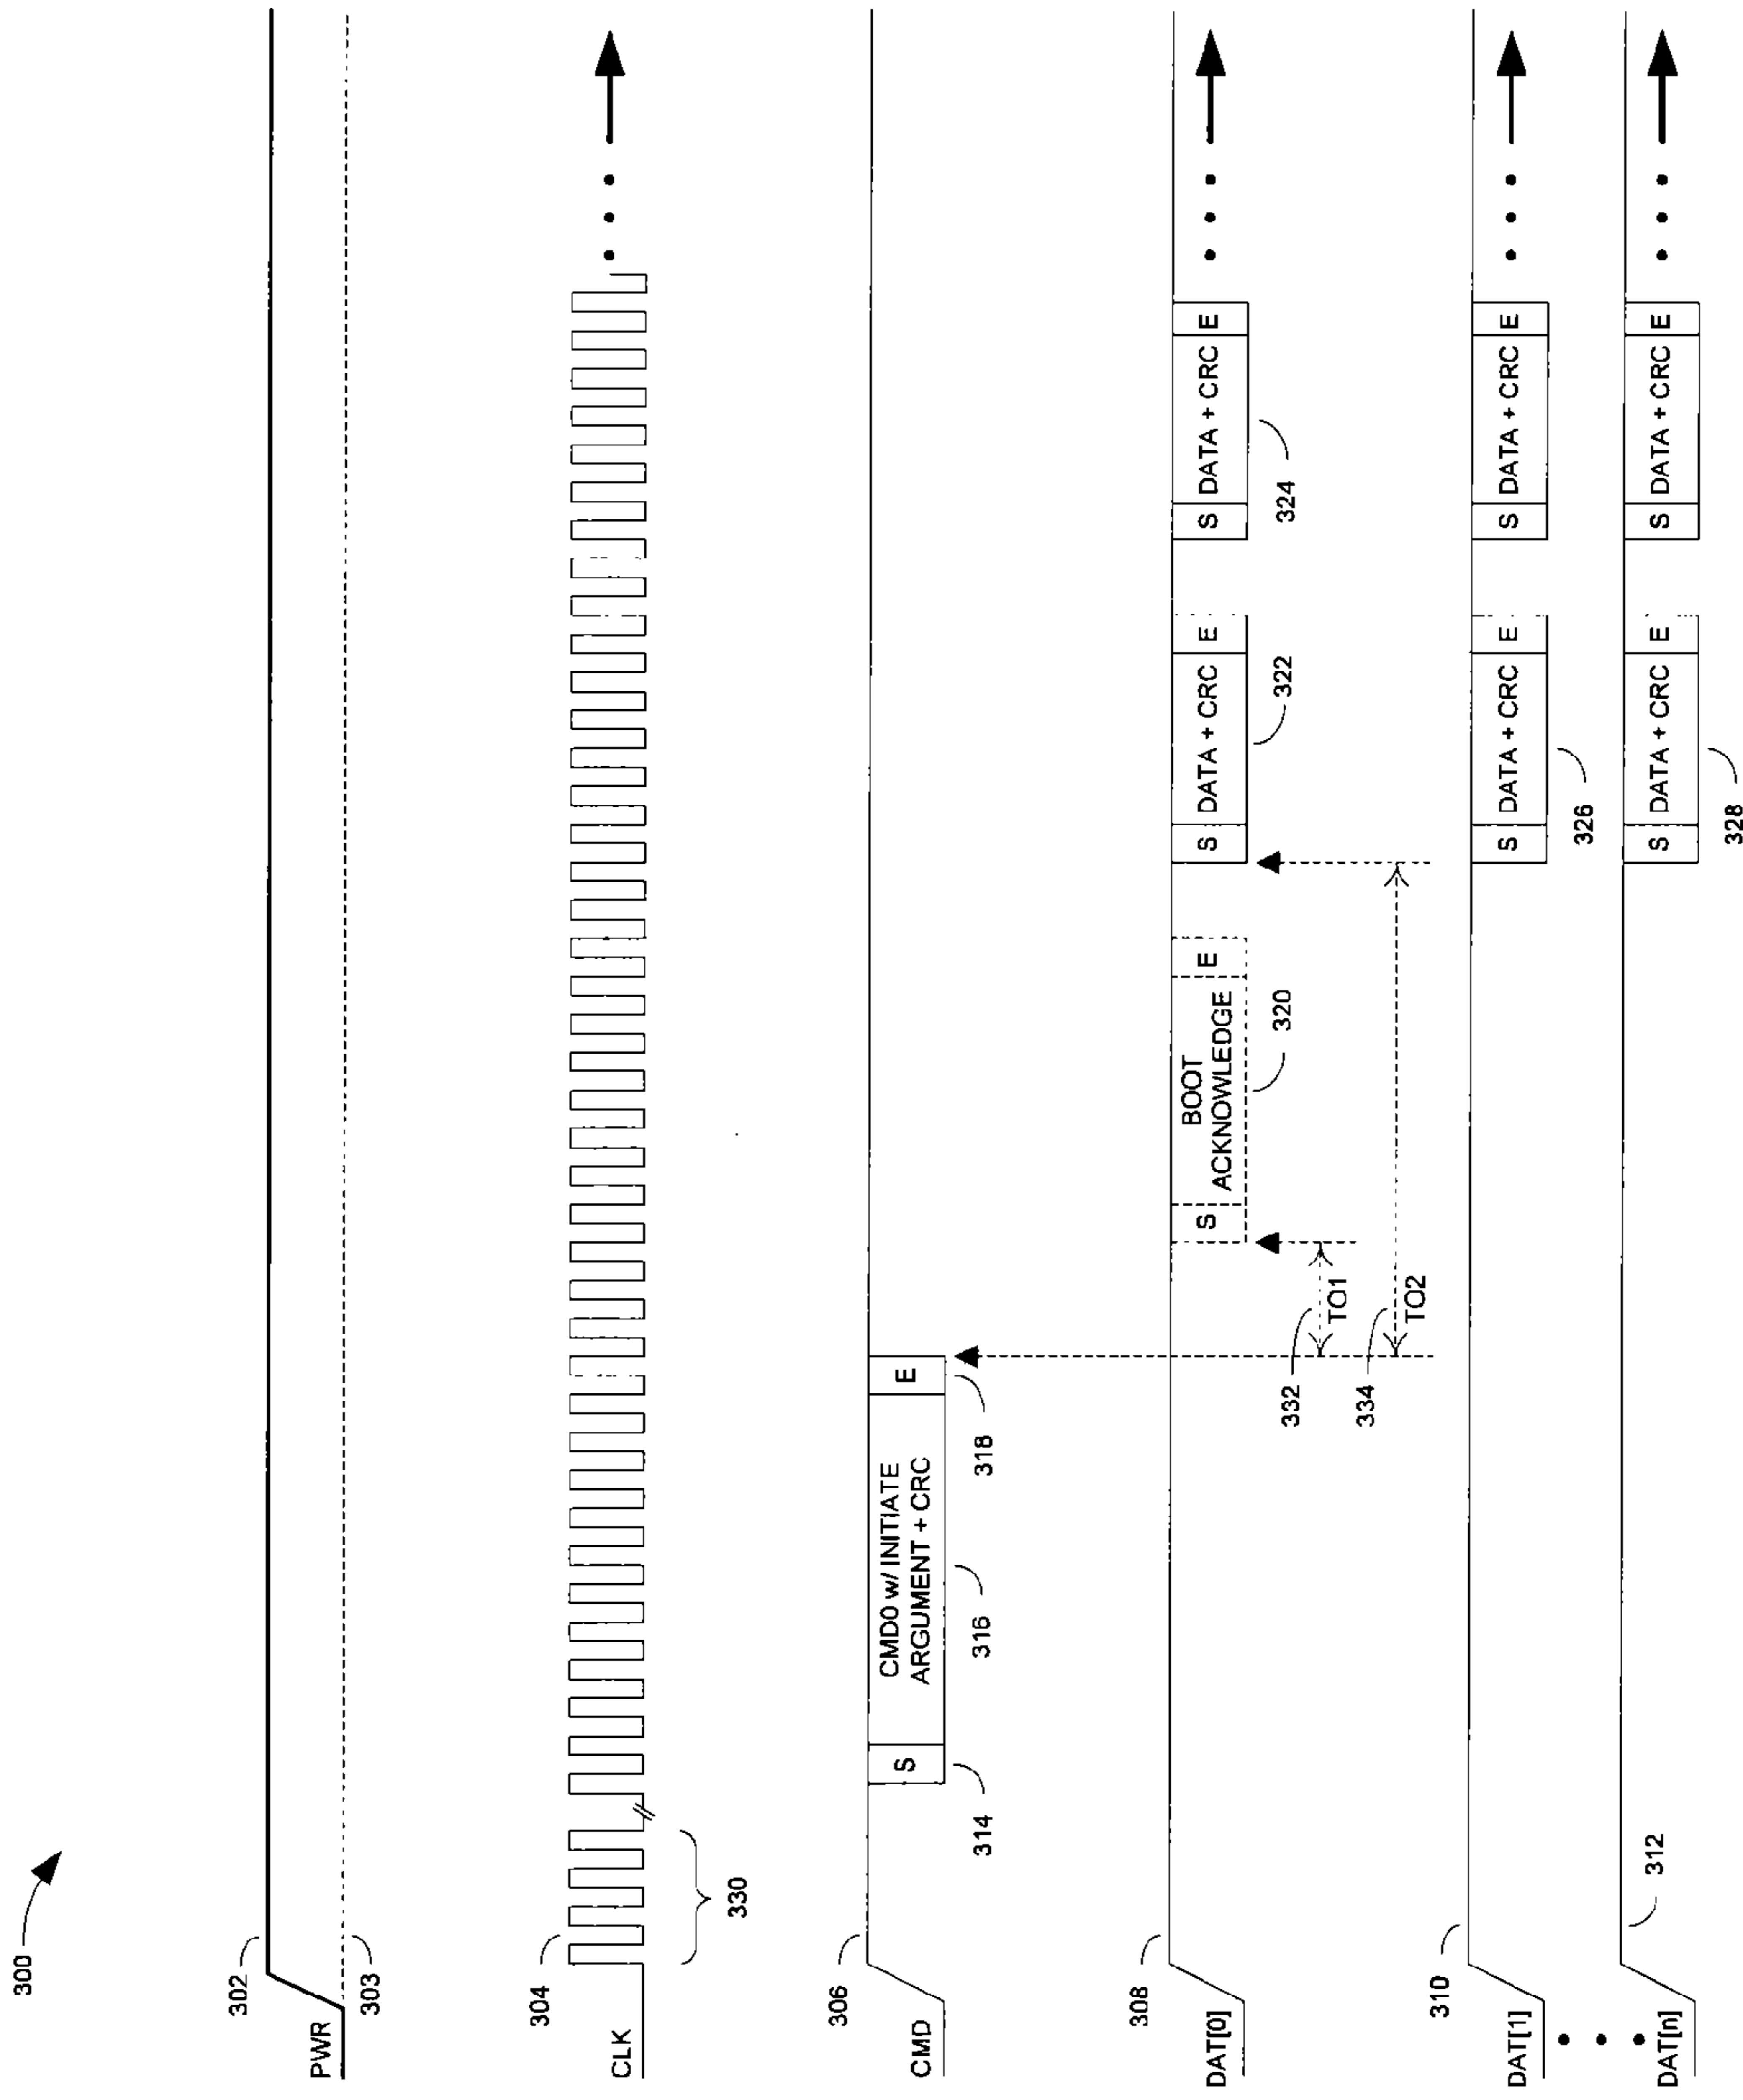 300
302
PWR
303
304
CLK
330
306
CMD
S
CMD0 w/ INITIATE
ARGUMENT + CRC
E
314
316
318
308
DAT[0]
S
BOOT
ACKNOWLEDGE
E
320
S
DATA + CRC
E
322
S
DATA + CRC
E
324
332
TO1
334
TO2
310
DAT[1]
S
DATA + CRC
E
326
S
DATA + CRC
E
312
DAT[n]
S
DATA + CRC
E
328
S
DATA + CRC
E